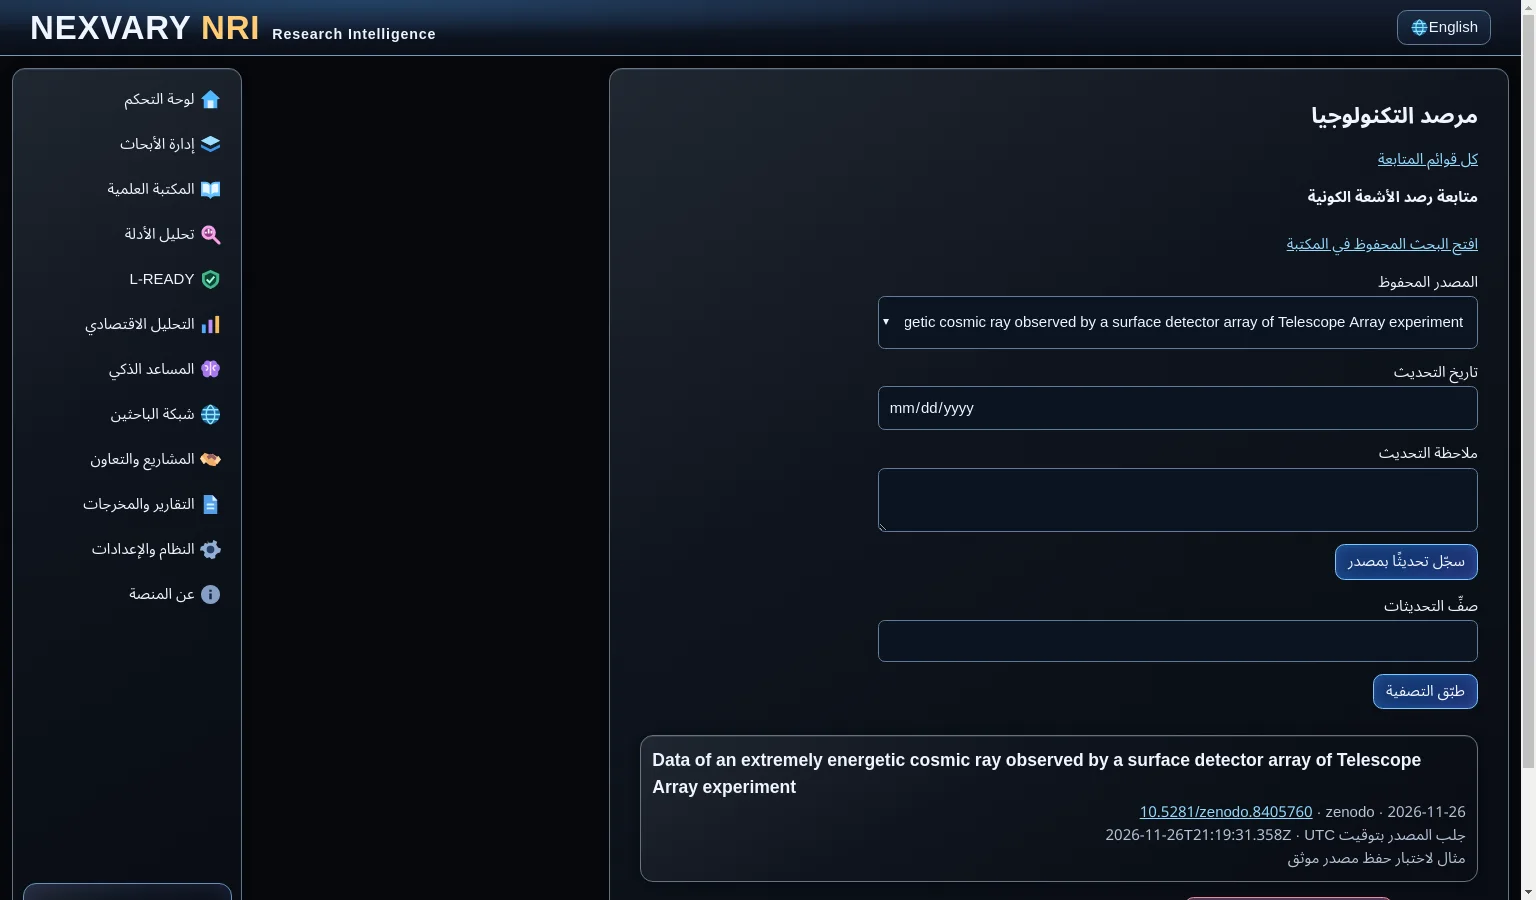 NEXVARY NRI Research Intelligence
English
لوحة التحكم
إدارة الأبحاث
المكتبة العلمية
تحليل الأدلة
L-READY
التحليل الاقتصادي
المساعد الذكي
شبكة الباحثين
المشاريع والتعاون
التقارير والمخرجات
النظام والإعدادات
عن المنصة
مرصد التكنولوجيا
كل قوائم المتابعة
متابعة رصد الأشعة الكونية
افتح البحث المحفوظ في المكتبة
المصدر المحفوظ
getic cosmic ray observed by a surface detector array of Telescope Array experiment
تاريخ التحديث
mm/dd/yyyy
ملاحظة التحديث
سجّل تحديثًا بمصدر
صفِّ التحديثات
طبّق التصفية
Data of an extremely energetic cosmic ray observed by a surface detector array of Telescope
Array experiment
10.5281/zenodo.8405760 · zenodo · 2026-11-26
جلب المصدر بتوقيت UTC · 2026-11-26T21:19:31.358Z
مثال لاختبار حفظ مصدر موثق